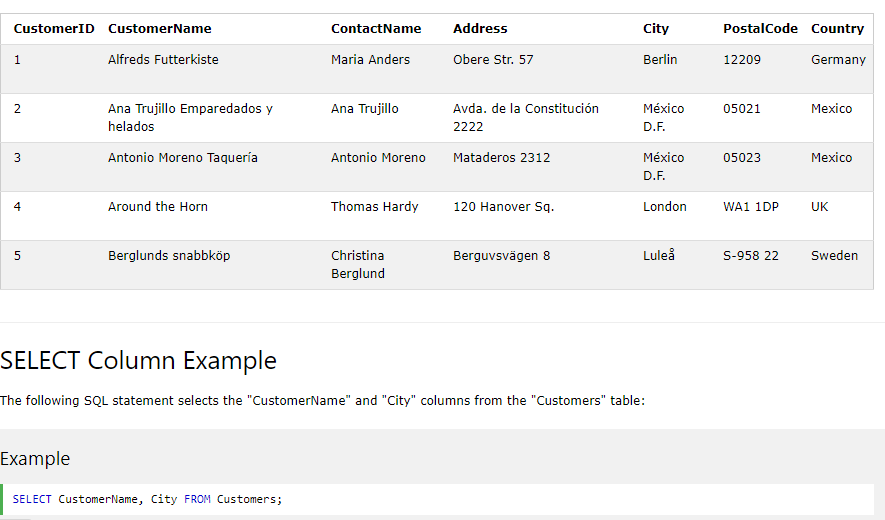 CustomerID CustomerName ContactName Address City PostalCode Country
1 Alfreds Futterkiste Maria Anders Obere Str. 57 Berlin 12209 Germany
2 Ana Trujillo Emparedados y Ana Trujillo Avda. de la Constitución México 05021 Mexico
helados 2222 D.F.
3 Antonio Moreno Taquería Antonio Moreno Mataderos 2312 México 05023 Mexico
D.F.
4 Around the Horn Thomas Hardy 120 Hanover Sq. London WA1 1DP UK
5 Berglunds snabbköp Christina Berguvsvägen 8 Luleå S-958 22 Sweden
Berglund
SELECT Column Example
The following SQL statement selects the "CustomerName" and "City" columns from the "Customers" table:
Example
SELECT CustomerName, City FROM Customers;